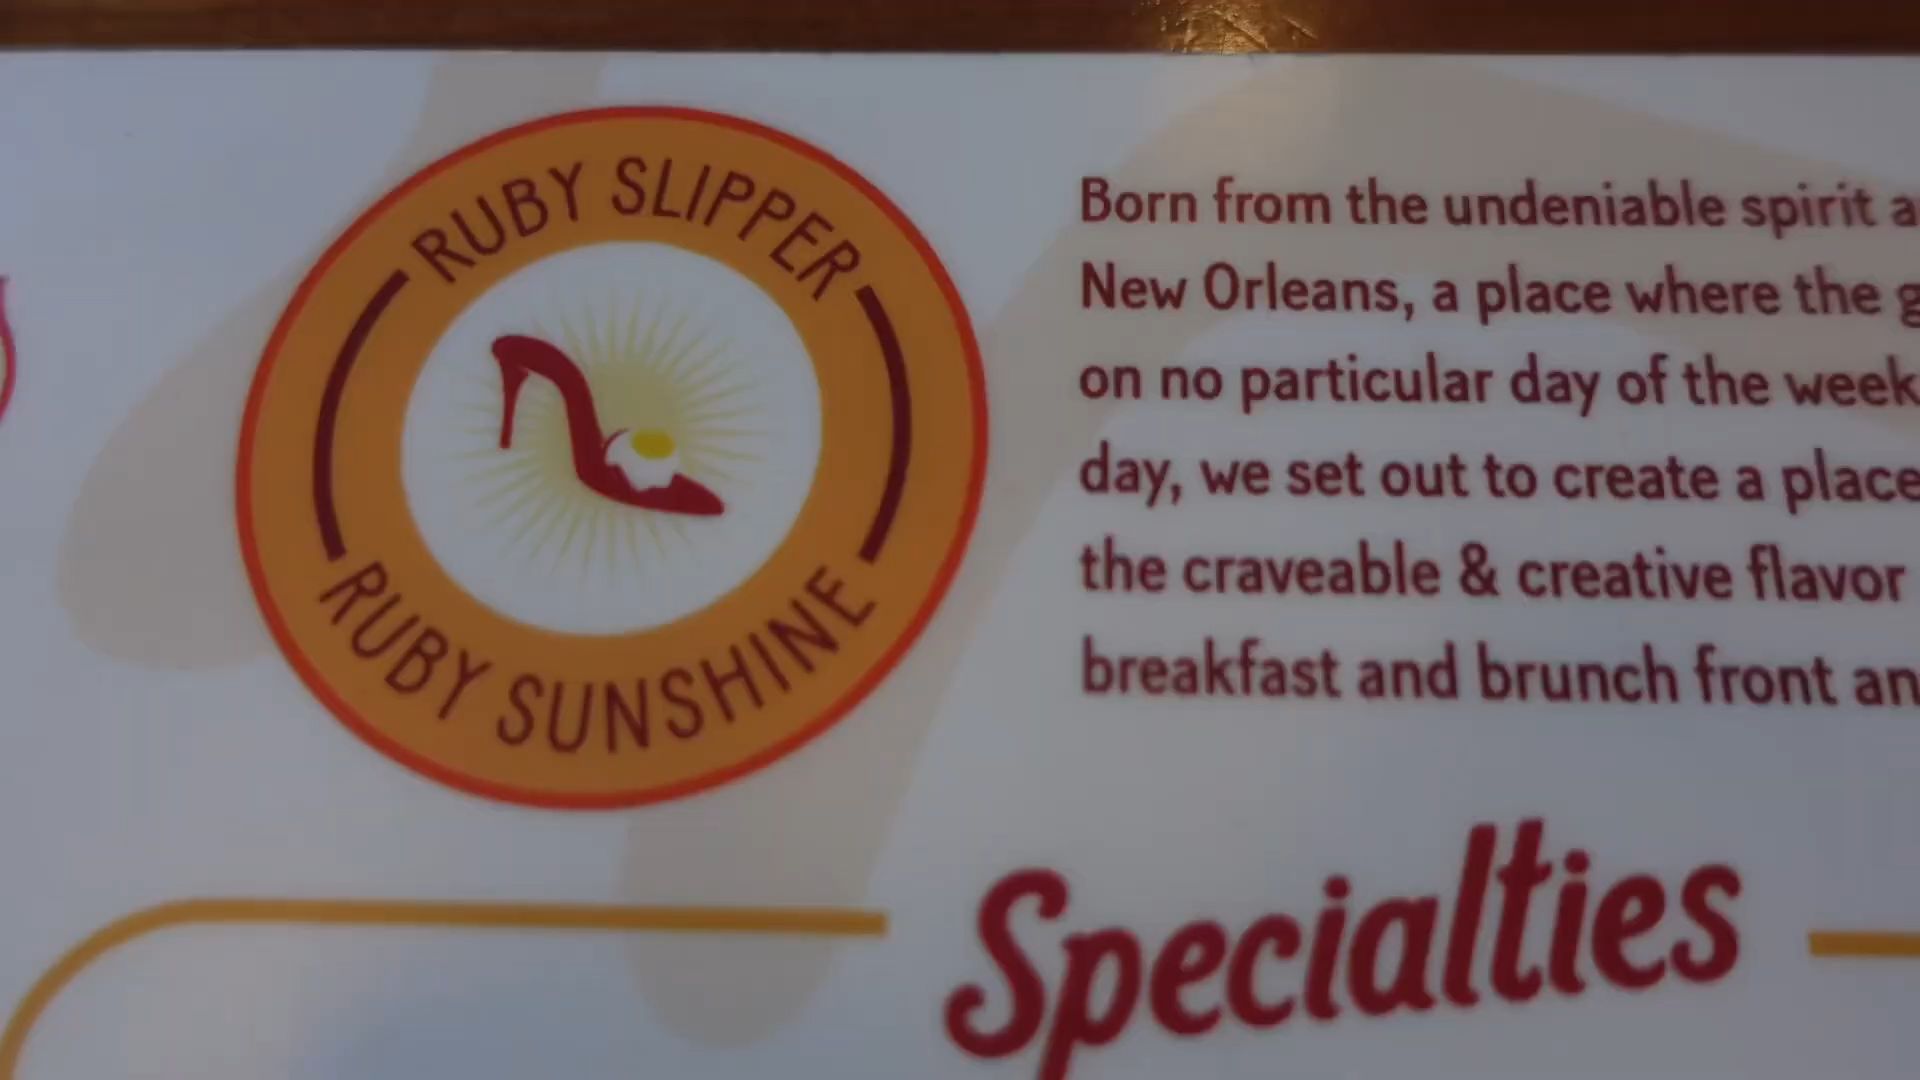 RUBY SLIPPER
RUBY SUNSHINE
Born from the undeniable spirit
New Orleans, a place where the
on no particular day of the week
day, we set out to create a place
the craveable & creative flavor
breakfast and brunch front
Specialties